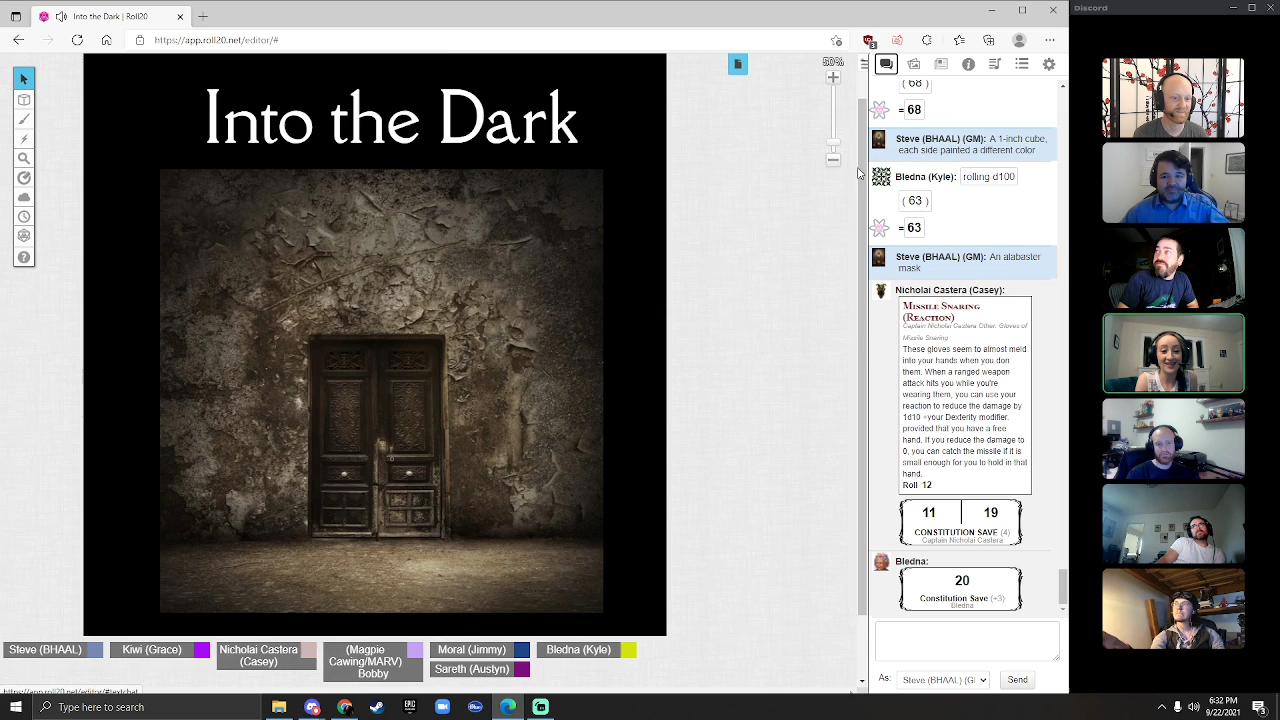 Into the Dark | Roll20
https://app.roll20.net/editor/#
Discord
Into the Dark
50%
( 68 )
68
Steve (BHAAL) (GM): A 1-inch cube,
each side painted a different color
Bledna (Kyle): rolling d100
( 63 )
= 63
Steve (BHAAL) (GM): An alabaster
mask
Nicholai Castera (Casey):
Missile Snaring
(Reaction)
Captain Nicholai Castera Other: Gloves of
Missile Snaring
These gloves seem to almost meld
into your hands when you don
them. When a ranged weapon
attack hits you while you're
wearing them, you can use your
reaction to reduce the damage by
1d10 +your Dexterity modifier,
provided that you have a free
hand. If you reduce the damage to
0, you can catch the missile if it is
small enough for you to hold in that
hand.
Roll 12
11 19
CONSTITUTION SAVE (4)
Captain Nicholai Castera
Bledna:
20
Constitution Save (+3)
Bledna
As: Steve (BHAAL) (G
Send
Steve (BHAAL)
Kiwi (Grace)
Nicholai Castera
(Casey)
(Magpie
Cawing/MARV)
Bobby
Moral (Jimmy)
Sareth (Austyn)
Bledna (Kyle)
https://app.roll20.net/editor/#textchat
Type here to search
EPIC
6:32 PM
9/22/2021
3